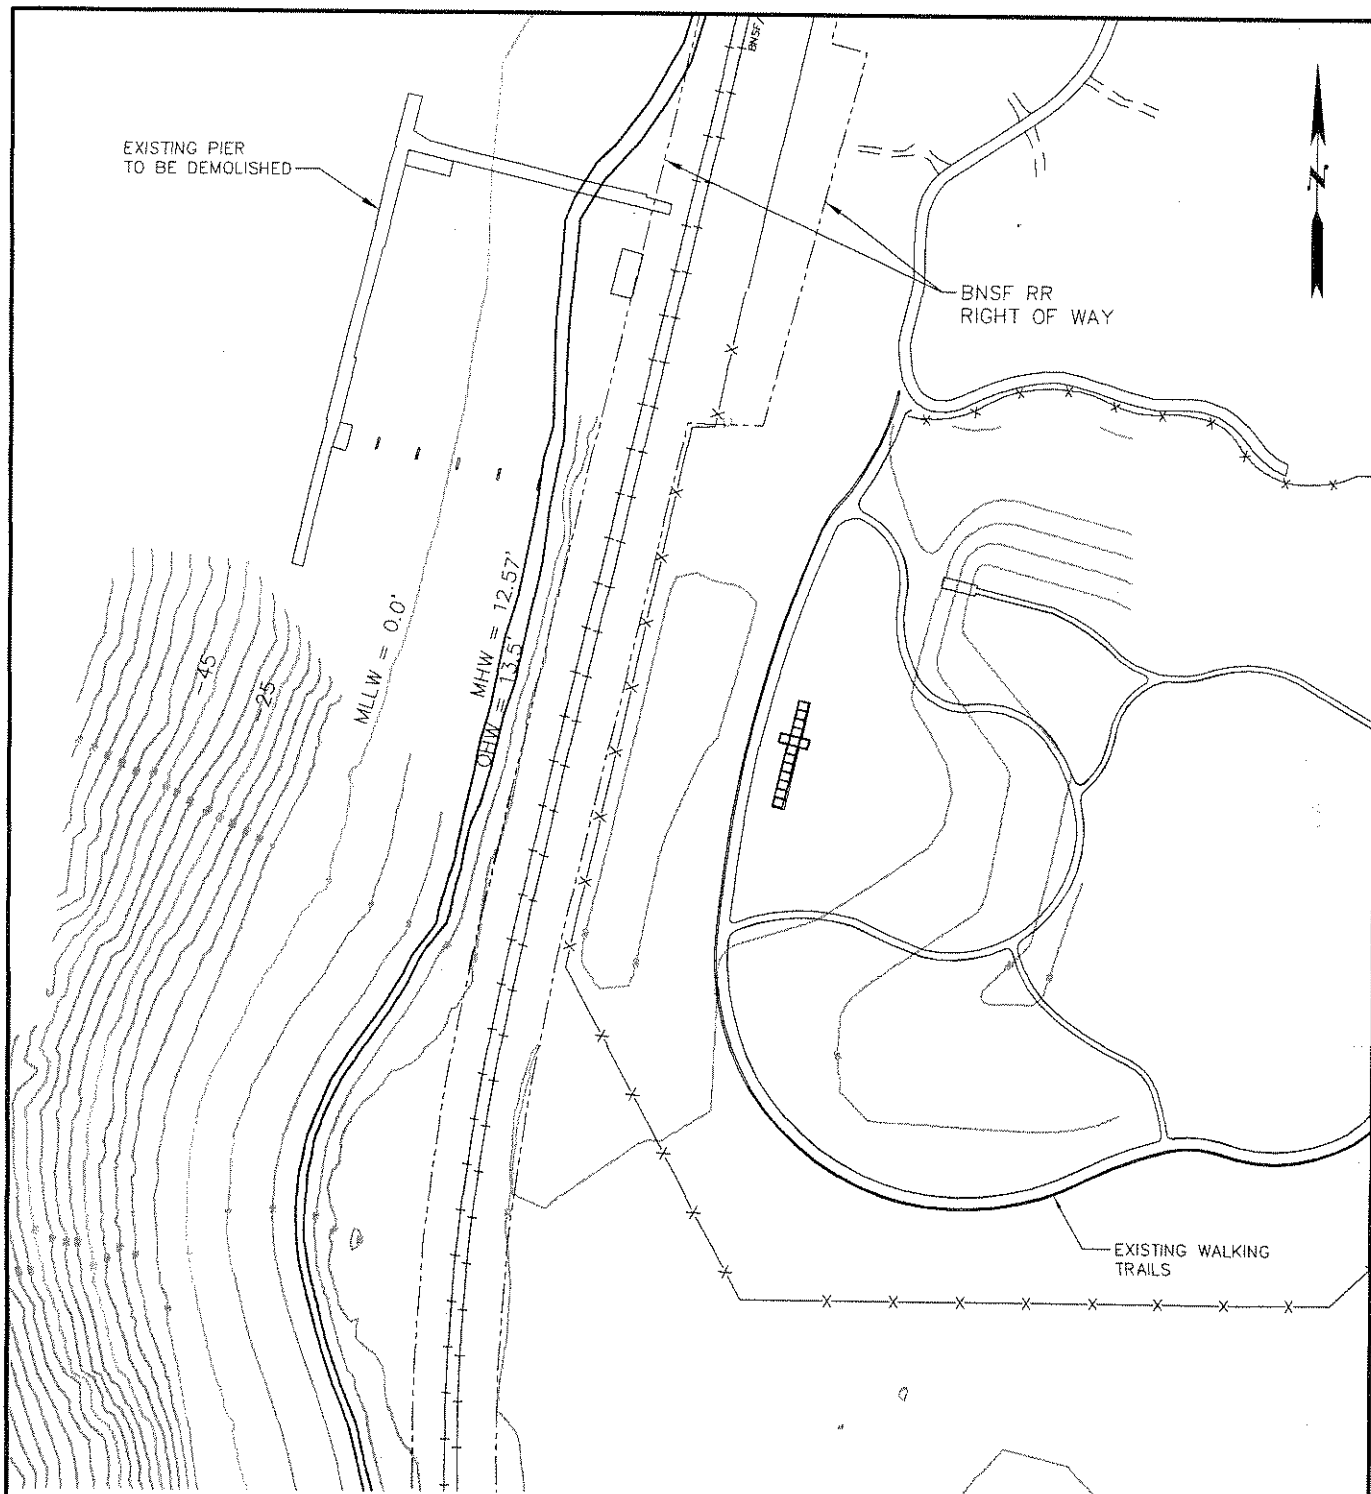 BNSF/
EXISTING PIER
TO BE DEMOLISHED
N
BNSF RR
RIGHT OF WAY
MHW = 12.57'
OHW = 13.5'
MLLW = 0.0'
-45
-25
EXISTING WALKING
TRAILS